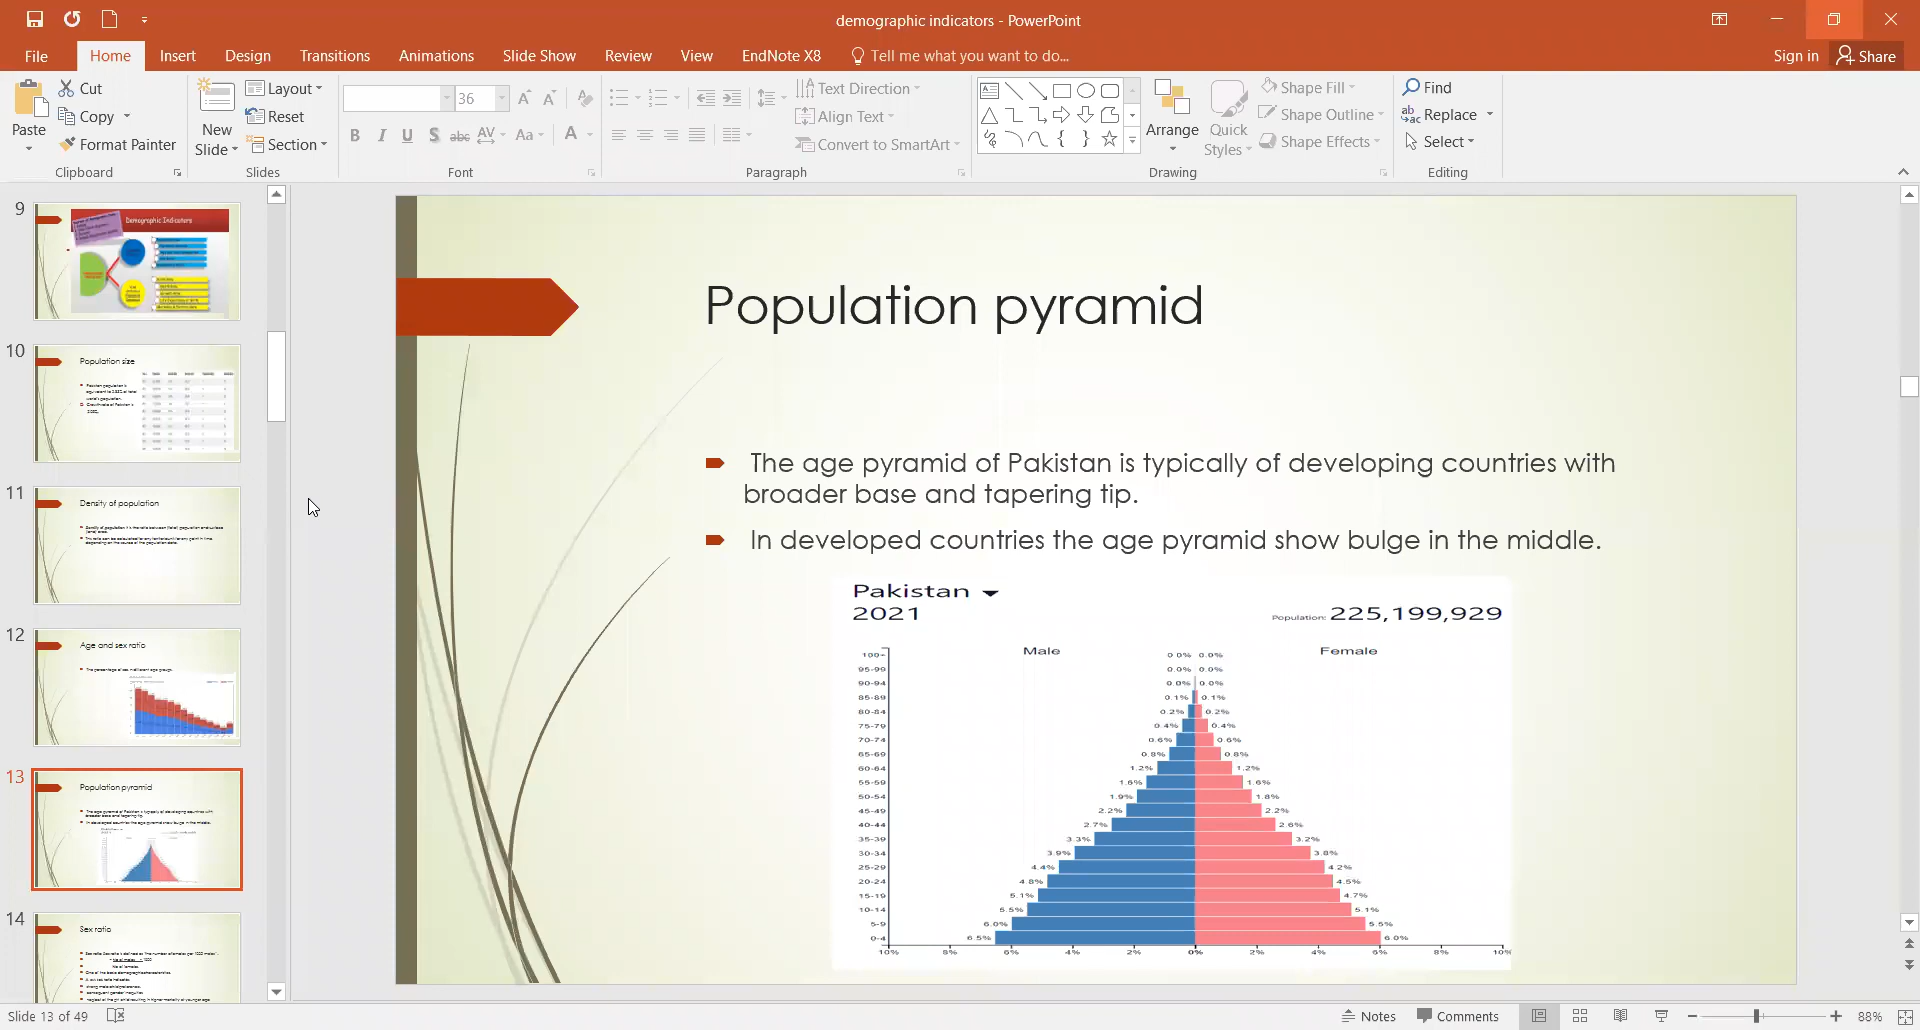 demographic indicators - PowerPoint
File Home Insert Design Transitions Animations Slide Show Review View EndNote X8 Tell me what you want to do... Sign in Share
Paste
Cut
Copy
Format Painter
Clipboard
New
Slide
Layout
Reset
Section
Slides
36
Font
Text Direction
Align Text
Convert to SmartArt
Paragraph
Arrange
Quick
Styles
Shape Fill
Shape Outline
Shape Effects
Drawing
Find
Replace
Select
Editing
9
Demographic Indicators
10
Population size
11
Density of population
12
Age and sex ratio
13
Population pyramid
14
Sex ratio
Population pyramid
The age pyramid of Pakistan is typically of developing countries with
broader base and tapering tip.
In developed countries the age pyramid show bulge in the middle.
Pakistan
2021
Population: 225,199,929
Male Female
100+ 0.0% 0.0%
95-99 0.0% 0.0%
90-94 0.0% 0.0%
85-89 0.1% 0.1%
80-84 0.2% 0.2%
75-79 0.4% 0.4%
70-74 0.6% 0.6%
65-69 0.8% 0.8%
60-64 1.2% 1.2%
55-59 1.6% 1.6%
50-54 1.9% 1.8%
45-49 2.2% 2.2%
40-44 2.7% 2.6%
35-39 3.3% 3.2%
30-34 3.9% 3.8%
25-29 4.4% 4.2%
20-24 4.8% 4.5%
15-19 5.1% 4.7%
10-14 5.5% 5.1%
5-9 6.0% 5.5%
0-4 6.5% 6.0%
10% 8% 6% 4% 2% 0% 2% 4% 6% 8% 10%
Slide 13 of 49
Notes
Comments
88%